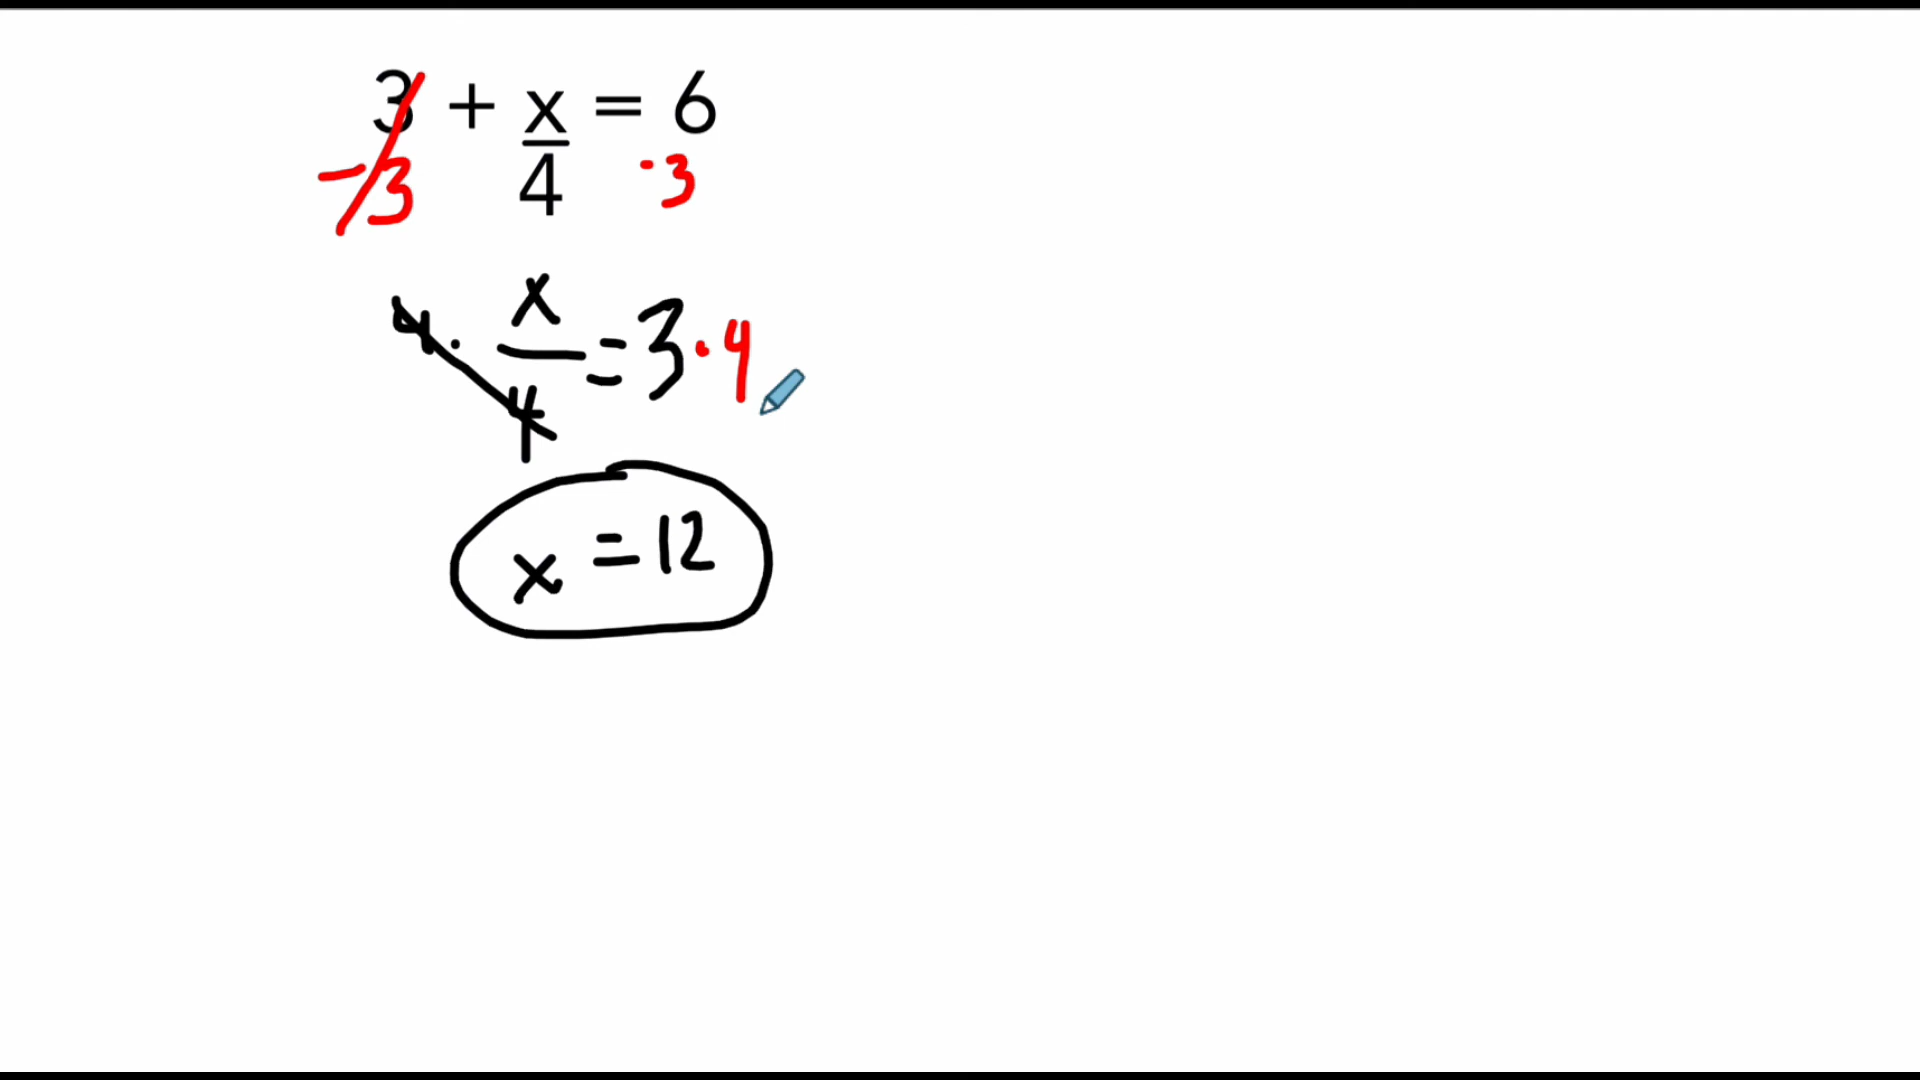 3 + x/4 = 6
-3 -3
4 · x/4 = 3 · 4
x = 12